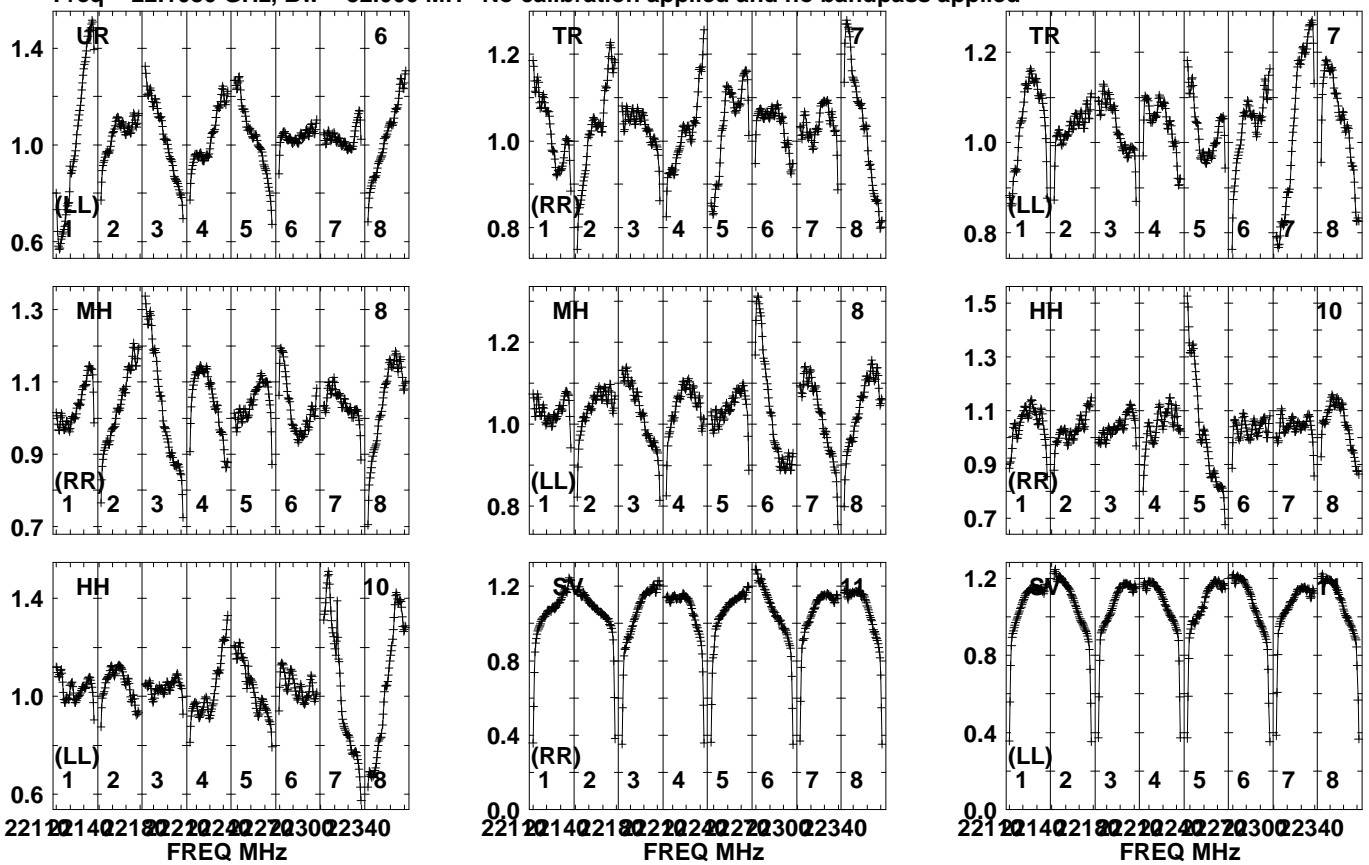 Freq = 22.1650 GHz, Bw = 32.000 MH No calibration applied and no bandpass applied
UR 6
1.4
1.0
0.6
(LL)
1 2 3 4 5 6 7 8
TR 7
1.2
1.0
0.8
(RR)
1 2 3 4 5 6 7 8
TR 7
1.2
1.0
0.8
(LL)
1 2 3 4 5 6 7 8
MH 8
1.3
1.1
0.9
0.7
(RR)
1 2 3 4 5 6 7 8
MH 8
1.2
1.0
0.8
(LL)
1 2 3 4 5 6 7 8
HH 10
1.5
1.3
1.1
0.9
0.7
(RR)
1 2 3 4 5 6 7 8
HH 10
1.4
1.0
0.6
(LL)
1 2 3 4 5 6 7 8
SV 11
1.2
0.8
0.4
0.0
(RR)
1 2 3 4 5 6 7 8
SV 11
1.2
0.8
0.4
0.0
(LL)
1 2 3 4 5 6 7 8
22340 22340 22340
FREQ MHz FREQ MHz FREQ MHz